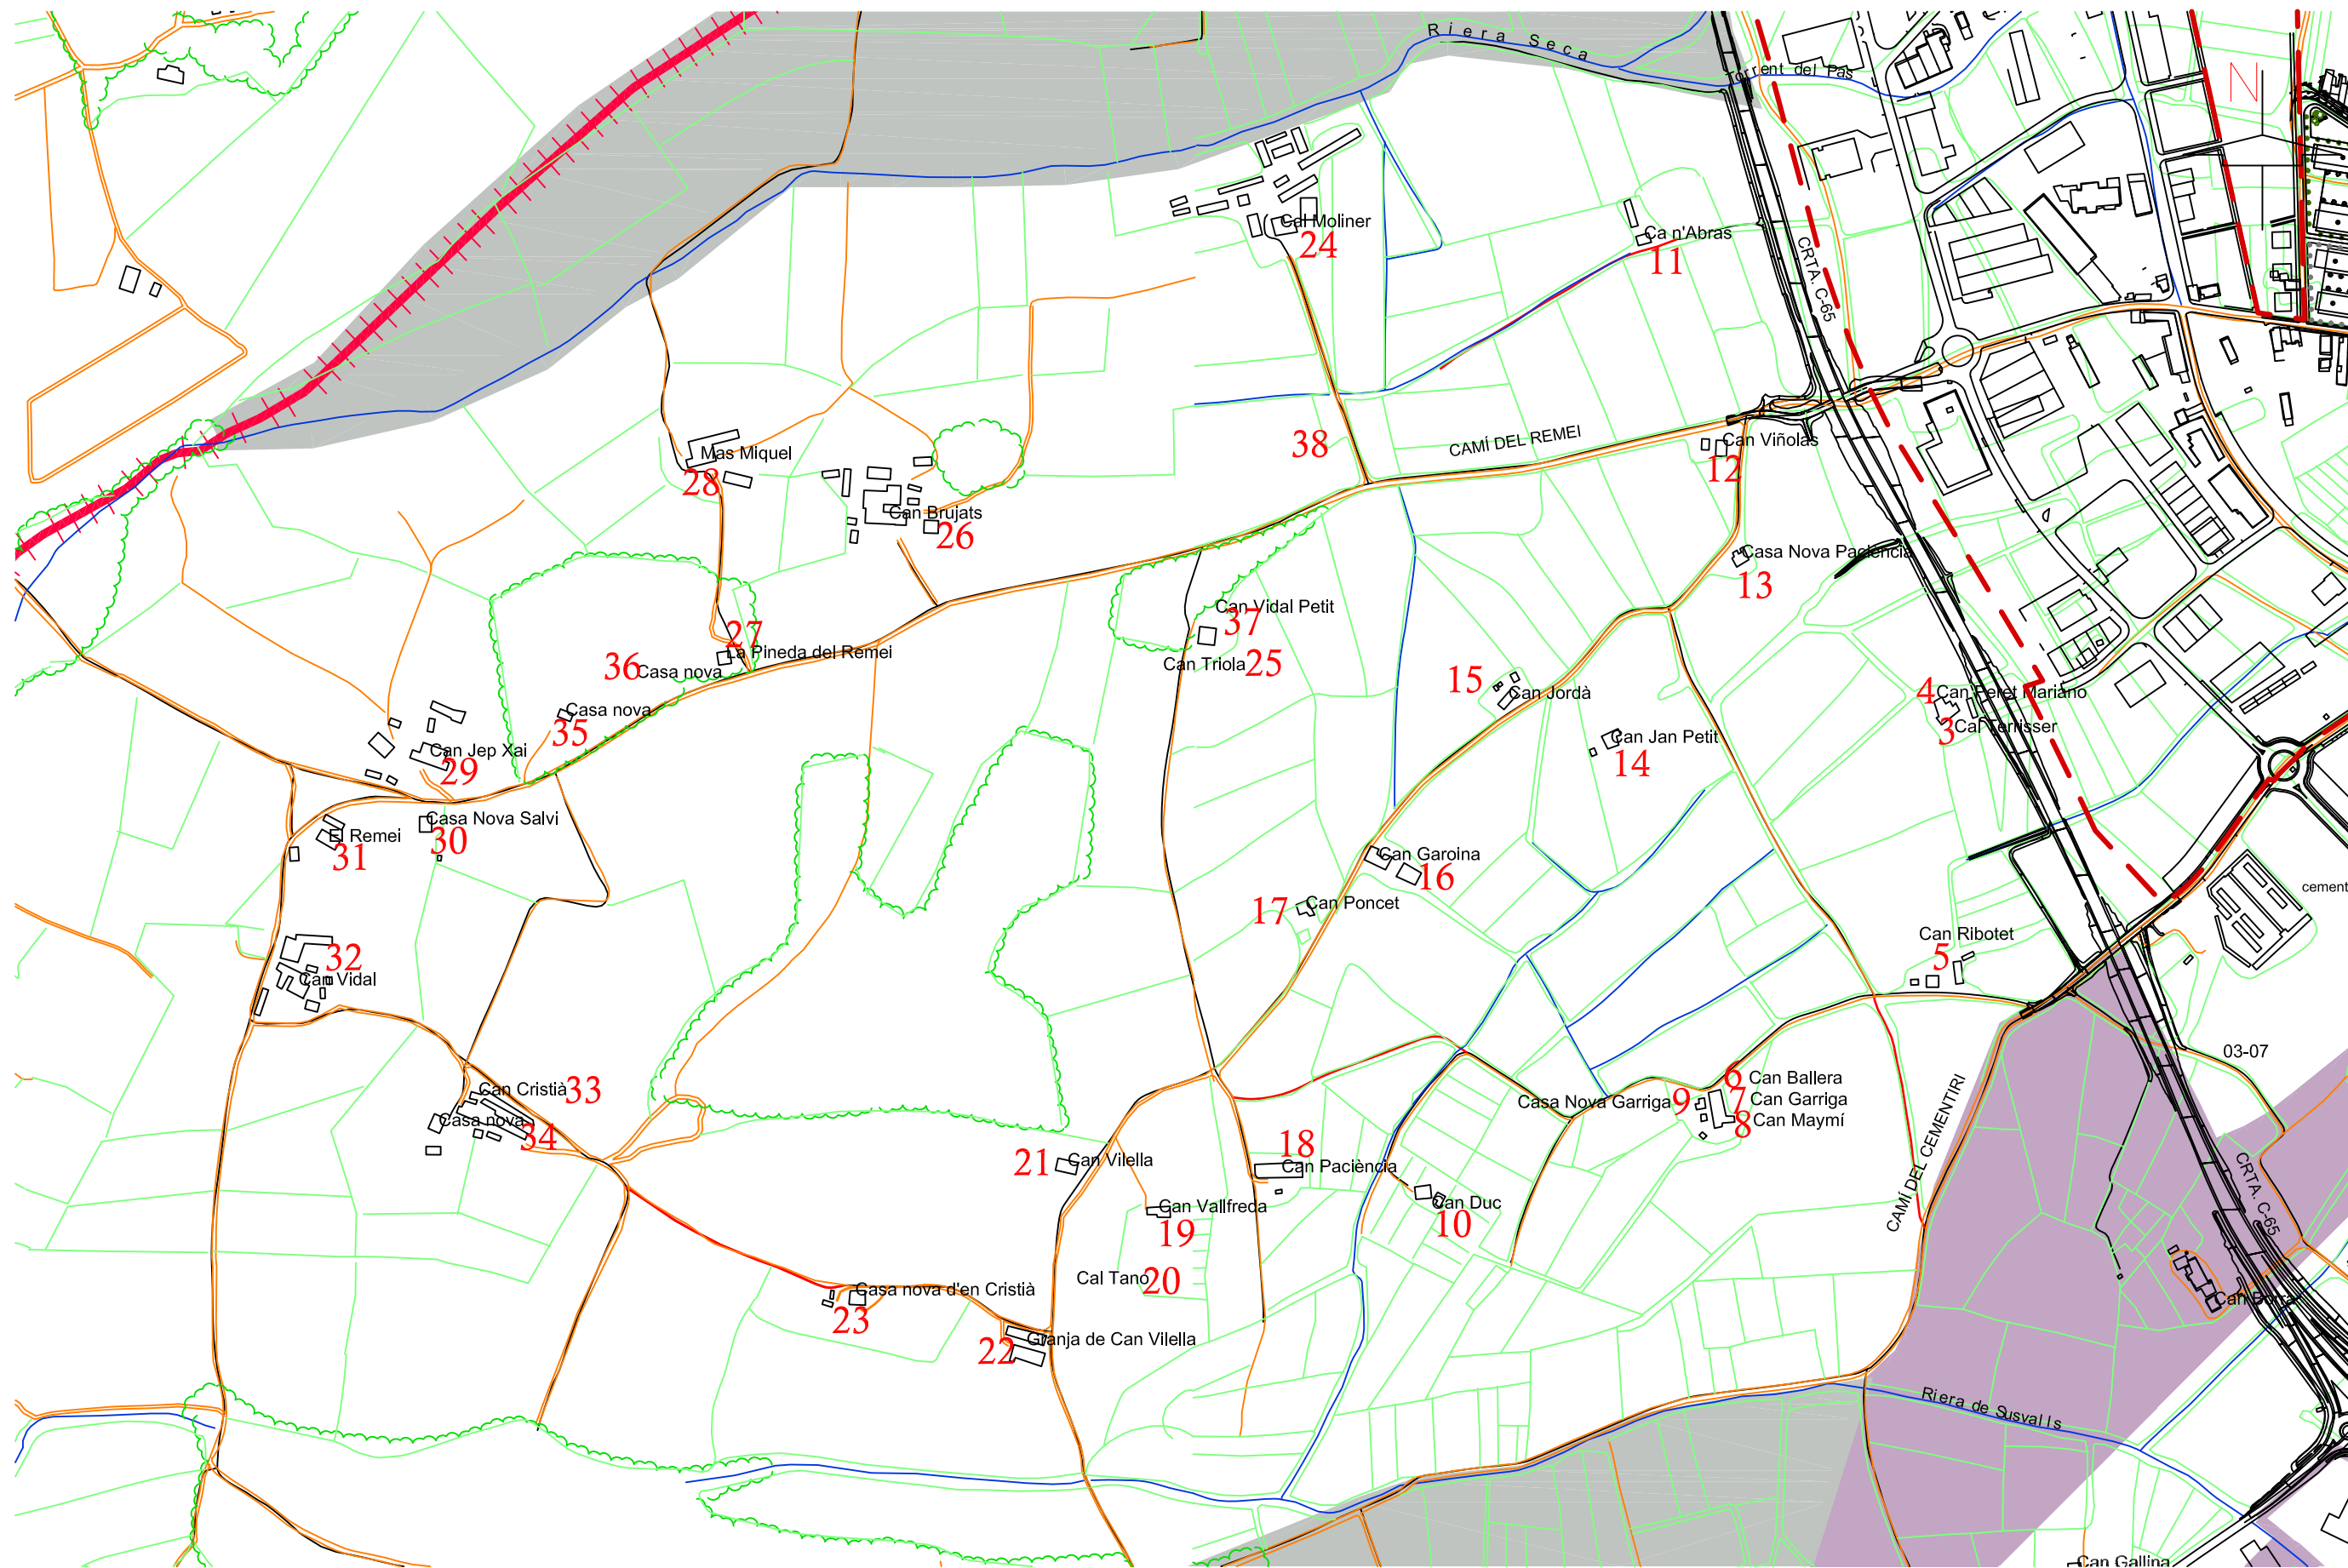 Riera Seca
Torrent del Pas
N
Cal Moliner
24
Ca n'Abras
11
CRTA. C-65
38
CAMÍ DEL REMEI
Can Viñolas
12
Mas Miquel
28
Can Brujats
26
Casa Nova Paciència
13
Can Vidal Petit
37
27
La Pineda del Remei
36
Casa nova
Can Triola
25
15
Can Jordà
4
Can Peret Mariano
3
Cal Terrisser
Casa nova
35
Can Jan Petit
14
Can Jep Xai
29
Casa Nova Salvi
30
El Remei
31
Can Garoina
16
cement
17
Can Poncet
Can Ribotet
5
32
Can Vidal
03-07
6
Can Ballera
Can Cristià
33
Casa Nova Garriga
9
7
Can Garriga
8
Can Maymí
Casa nova
34
CAMÍ DEL CEMENTIRI
18
Can Paciència
21
Can Vilella
CRTA. C-65
Can Vallfreda
19
Can Duc
10
Cal Tano
20
Casa nova d'en Cristià
23
Can Borra
22
Granja de Can Vilella
Riera de Susvalls
Can Gallina